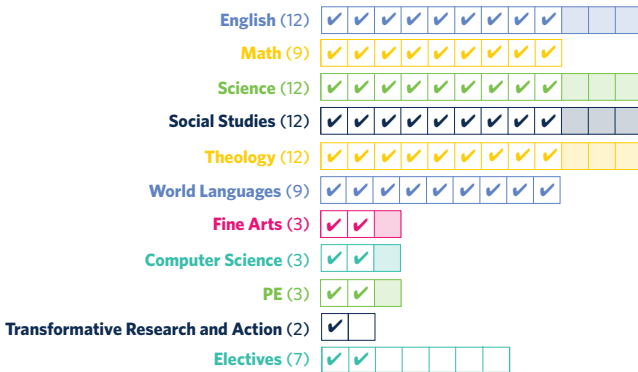 English (12)
Math (9)
Science (12)
Social Studies (12)
Theology (12)
World Languages (9)
Fine Arts (3)
Computer Science (3)
PE (3)
Transformative Research and Action (2)
Electives (7)